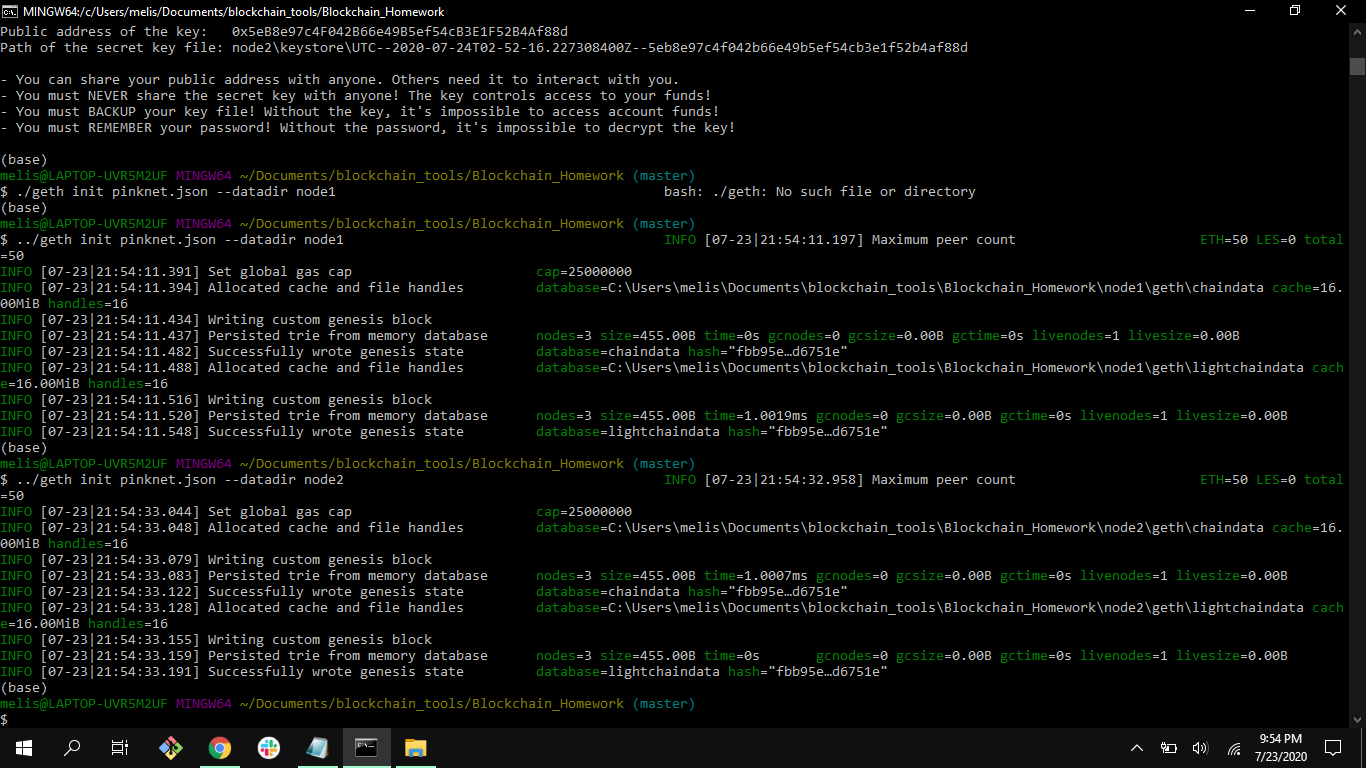 MINGW64:/c/Users/melis/Documents/blockchain_tools/Blockchain_Homework
Public address of the key:   0x5eB8e97c4F042B66e49B5ef54cB3E1F52B4Af88d
Path of the secret key file: node2\keystore\UTC--2020-07-24T02-52-16.227308400Z--5eb8e97c4f042b66e49b5ef54cb3e1f52b4af88d
- You can share your public address with anyone. Others need it to interact with you.
- You must NEVER share the secret key with anyone! The key controls access to your funds!
- You must BACKUP your key file! Without the key, it's impossible to access account funds!
- You must REMEMBER your password! Without the password, it's impossible to decrypt the key!
(base)
melis@LAPTOP-UVR5M2UF MINGW64 ~/Documents/blockchain_tools/Blockchain_Homework (master)
$ ./geth init pinknet.json --datadir node1 bash: ./geth: No such file or directory
(base)
melis@LAPTOP-UVR5M2UF MINGW64 ~/Documents/blockchain_tools/Blockchain_Homework (master)
$ ../geth init pinknet.json --datadir node1 INFO [07-23|21:54:11.197] Maximum peer count ETH=50 LES=0 total
=50
INFO [07-23|21:54:11.391] Set global gas cap cap=25000000
INFO [07-23|21:54:11.394] Allocated cache and file handles database=C:\Users\melis\Documents\blockchain_tools\Blockchain_Homework\node1\geth\chaindata cache=16.
00MiB handles=16
INFO [07-23|21:54:11.434] Writing custom genesis block
INFO [07-23|21:54:11.437] Persisted trie from memory database nodes=3 size=455.00B time=0s gcnodes=0 gcsize=0.00B gctime=0s livenodes=1 livesize=0.00B
INFO [07-23|21:54:11.482] Successfully wrote genesis state database=chaindata hash="fbb95e…d6751e"
INFO [07-23|21:54:11.488] Allocated cache and file handles database=C:\Users\melis\Documents\blockchain_tools\Blockchain_Homework\node1\geth\lightchaindata cach
e=16.00MiB handles=16
INFO [07-23|21:54:11.516] Writing custom genesis block
INFO [07-23|21:54:11.520] Persisted trie from memory database nodes=3 size=455.00B time=1.0019ms gcnodes=0 gcsize=0.00B gctime=0s livenodes=1 livesize=0.00B
INFO [07-23|21:54:11.548] Successfully wrote genesis state database=lightchaindata hash="fbb95e…d6751e"
(base)
melis@LAPTOP-UVR5M2UF MINGW64 ~/Documents/blockchain_tools/Blockchain_Homework (master)
$ ../geth init pinknet.json --datadir node2 INFO [07-23|21:54:32.958] Maximum peer count ETH=50 LES=0 total
=50
INFO [07-23|21:54:33.044] Set global gas cap cap=25000000
INFO [07-23|21:54:33.048] Allocated cache and file handles database=C:\Users\melis\Documents\blockchain_tools\Blockchain_Homework\node2\geth\chaindata cache=16.
00MiB handles=16
INFO [07-23|21:54:33.079] Writing custom genesis block
INFO [07-23|21:54:33.083] Persisted trie from memory database nodes=3 size=455.00B time=1.0007ms gcnodes=0 gcsize=0.00B gctime=0s livenodes=1 livesize=0.00B
INFO [07-23|21:54:33.122] Successfully wrote genesis state database=chaindata hash="fbb95e…d6751e"
INFO [07-23|21:54:33.128] Allocated cache and file handles database=C:\Users\melis\Documents\blockchain_tools\Blockchain_Homework\node2\geth\lightchaindata cach
e=16.00MiB handles=16
INFO [07-23|21:54:33.155] Writing custom genesis block
INFO [07-23|21:54:33.159] Persisted trie from memory database nodes=3 size=455.00B time=0s gcnodes=0 gcsize=0.00B gctime=0s livenodes=1 livesize=0.00B
INFO [07-23|21:54:33.191] Successfully wrote genesis state database=lightchaindata hash="fbb95e…d6751e"
(base)
melis@LAPTOP-UVR5M2UF MINGW64 ~/Documents/blockchain_tools/Blockchain_Homework (master)
$
9:54 PM
7/23/2020